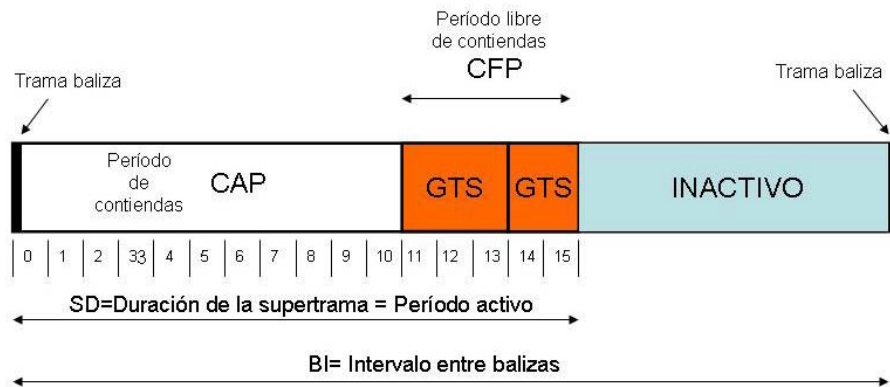 Período libre
de contiendas
CFP
Trama baliza
Trama baliza
Período
de
contiendas
CAP
GTS
GTS
INACTIVO
0 1 2 33 4 5 6 7 8 9 10 11 12 13 14 15
SD=Duración de la supertrama = Período activo
BI= Intervalo entre balizas